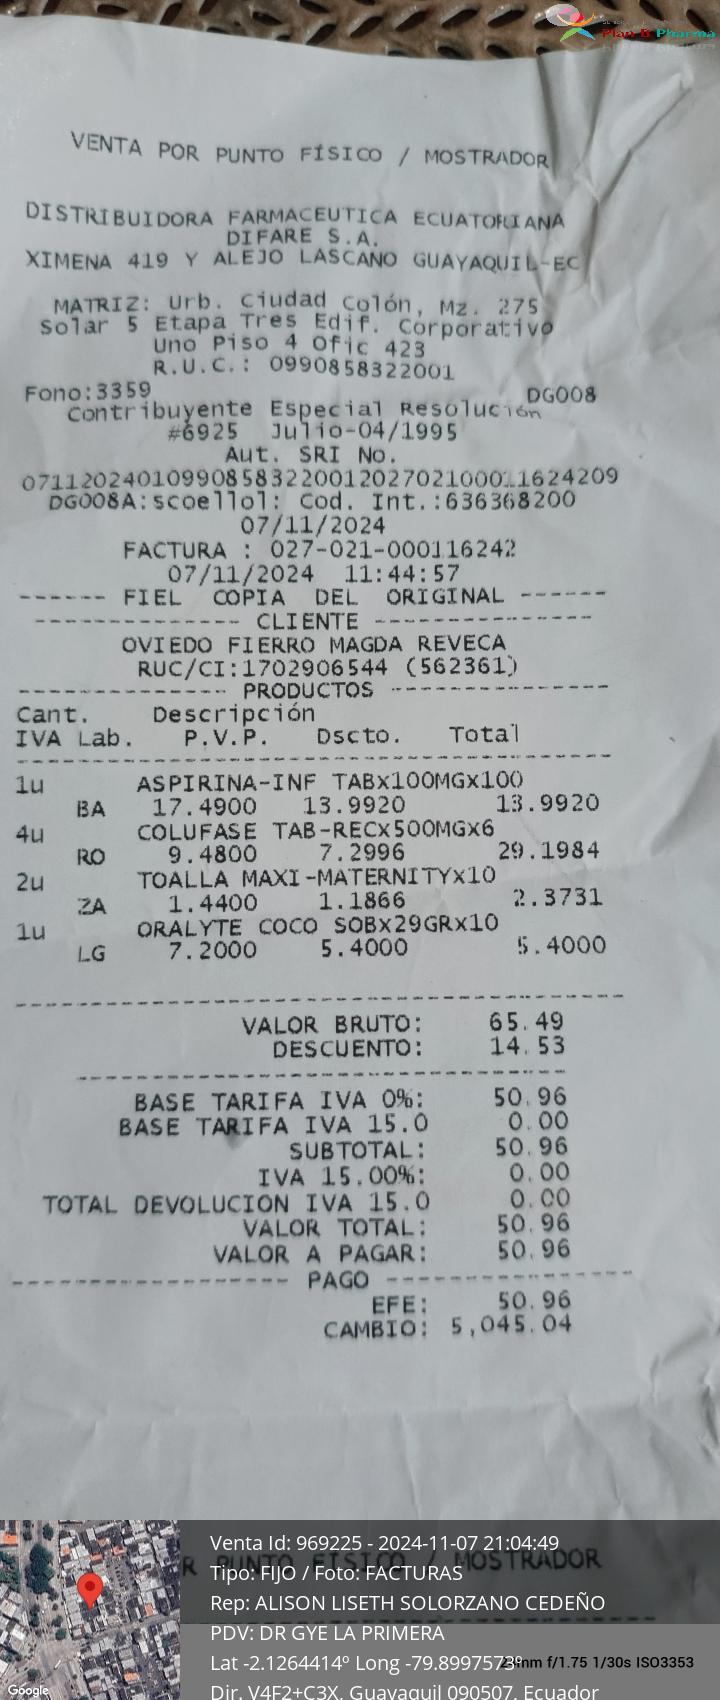 Plan B Pharma
VENTA POR PUNTO FÍSICO / MOSTRADOR
DISTRIBUIDORA FARMACEUTICA ECUATORIANA
DIFARE S.A.
XIMENA 419 Y ALEJO LASCANO GUAYAQUIL-EC
MATRIZ: Urb. Ciudad Colón, Mz. 275
Solar 5 Etapa Tres Edif. Corporativo
Uno Piso 4 Ofic 423
R.U.C.: 0990858322001
Fono:3359 DG008
Contribuyente Especial Resolución
#6925 Julio-04/1995
Aut. SRI No.
07112024010990858322001202702100011624209
DG008A:scoello1: Cod. Int.:636368200
07/11/2024
FACTURA : 027-021-000116242
07/11/2024 11:44:57
------ FIEL COPIA DEL ORIGINAL ------
-------------- CLIENTE ----------------
OVIEDO FIERRO MAGDA REVECA
RUC/CI:1702906544 (562361)
--------------- PRODUCTOS ---------------
Cant. Descripción
IVA Lab. P.V.P. Dscto. Total
1u ASPIRINA-INF TABx100MGx100
BA 17.4900 13.9920 13.9920
4u COLUFASE TAB-RECx500MGx6
RO 9.4800 7.2996 29.1984
2u TOALLA MAXI-MATERNITYx10
ZA 1.4400 1.1866 2.3731
1u ORALYTE COCO SOBx29GRx10
LG 7.2000 5.4000 5.4000
VALOR BRUTO: 65.49
DESCUENTO: 14.53
BASE TARIFA IVA 0%: 50.96
BASE TARIFA IVA 15.0 0.00
SUBTOTAL: 50.96
IVA 15.00%: 0.00
TOTAL DEVOLUCION IVA 15.0 0.00
VALOR TOTAL: 50.96
VALOR A PAGAR: 50.96
------------------ PAGO ----------------
EFE: 50.96
CAMBIO: 5,045.04
R PUNTO FÍSICO / MOSTRADOR
Venta Id: 969225 - 2024-11-07 21:04:49
Tipo: FIJO / Foto: FACTURAS
Rep: ALISON LISETH SOLORZANO CEDEÑO
PDV: DR GYE LA PRIMERA
Lat -2.1264414º Long -79.8997573º
mm f/1.75 1/30s ISO3353
Dir. V4F2+C3X, Guayaquil 090507, Ecuador
Google